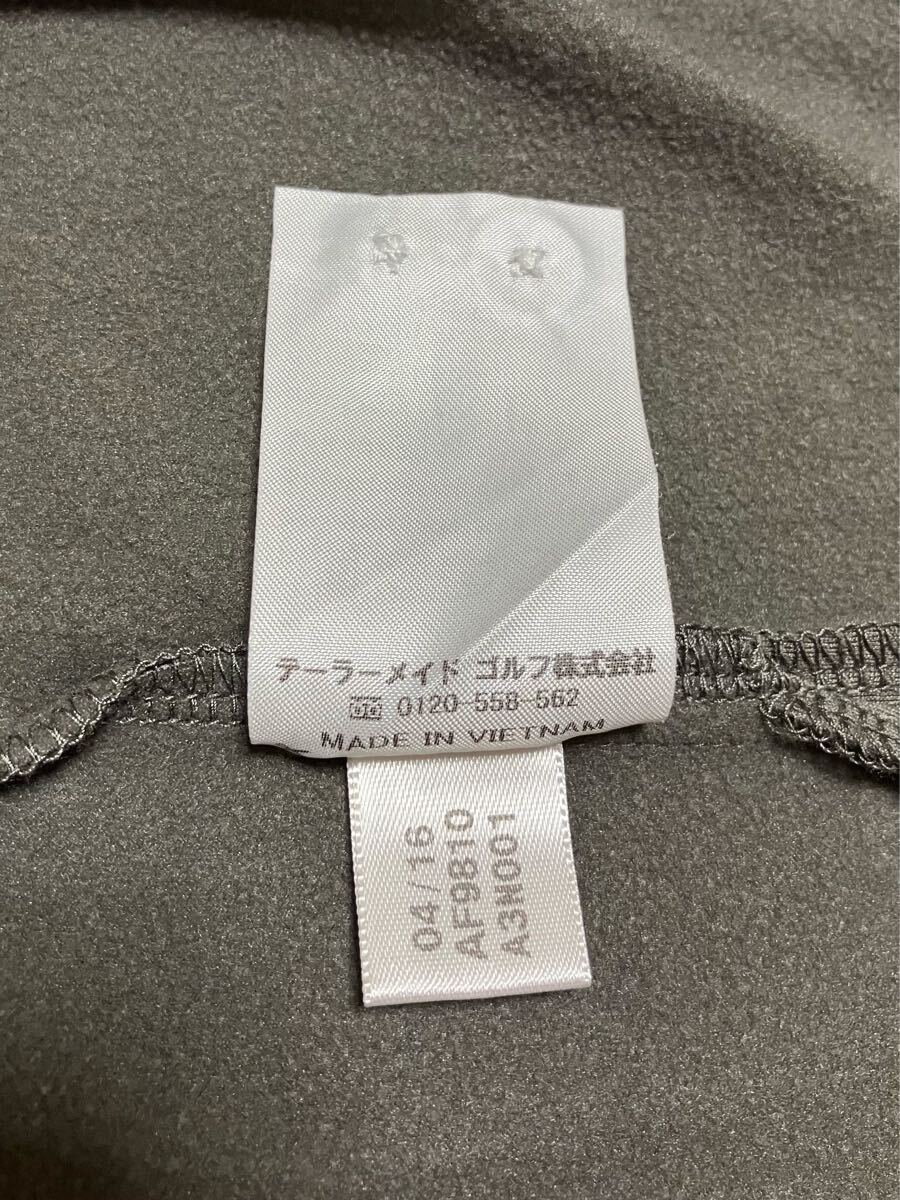 テーラーメイド ゴルフ株式会社
0120-558-562
MADE IN VIETNAM
04/16
AF9810
A3N001